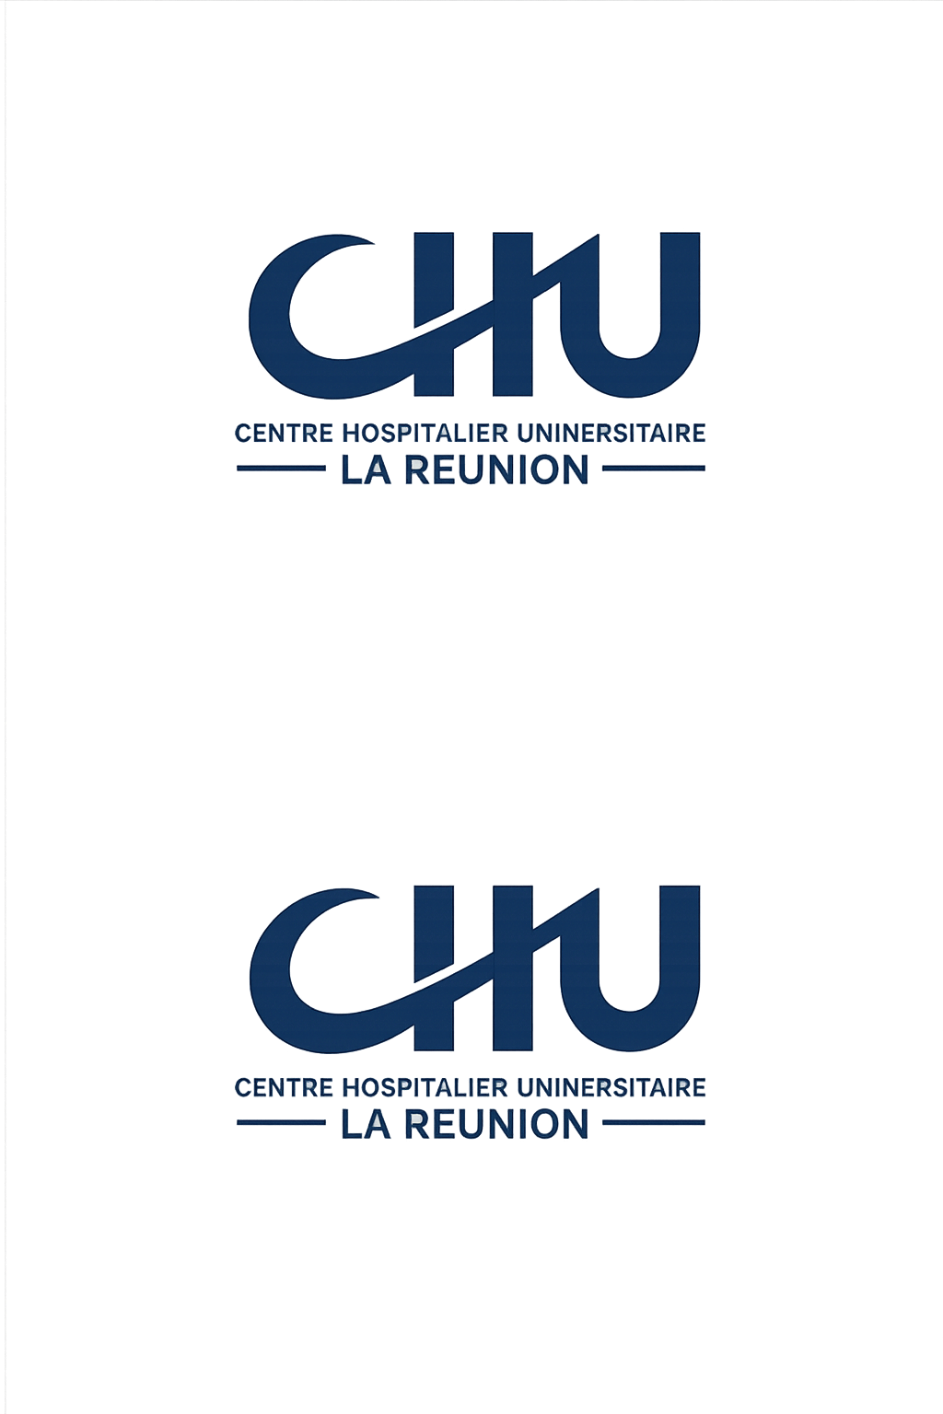 CHU
CENTRE HOSPITALIER UNINERSITAIRE
LA REUNION
CHU
CENTRE HOSPITALIER UNINERSITAIRE
LA REUNION